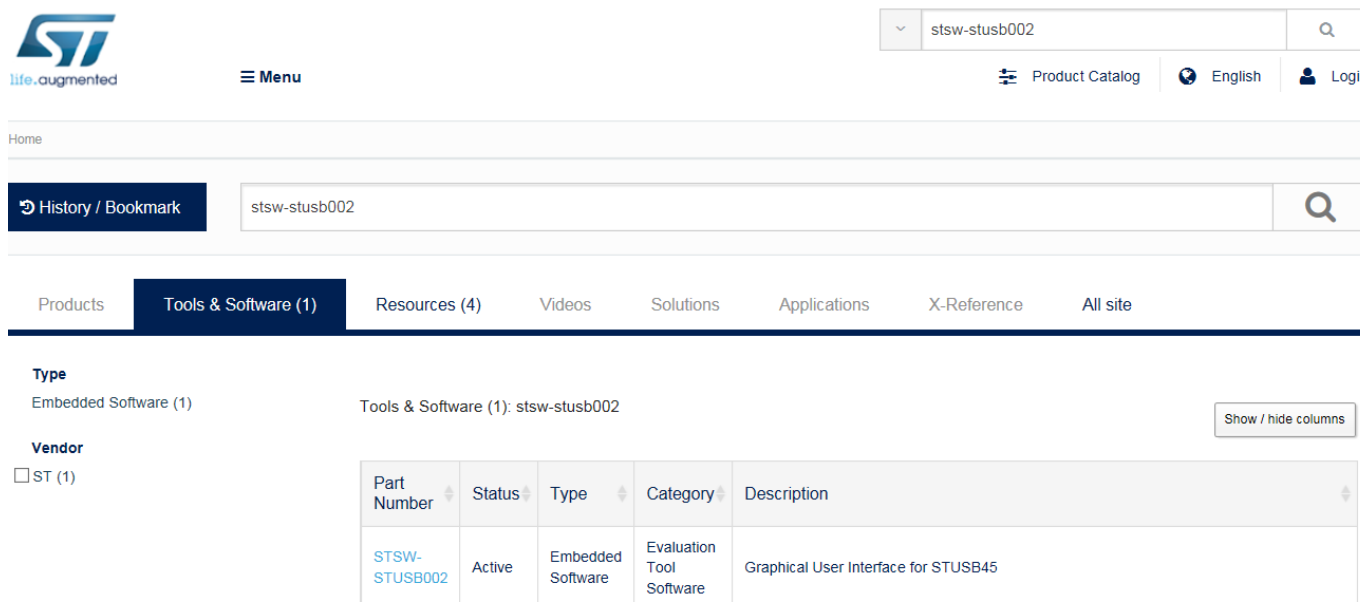 life.augmented
Menu
stsw-stusb002
Product Catalog
English
Logi
Home
History / Bookmark
stsw-stusb002
Products
Tools & Software (1)
Resources (4)
Videos
Solutions
Applications
X-Reference
All site
Type
Embedded Software (1)
Vendor
ST (1)
Tools & Software (1): stsw-stusb002
Show / hide columns
Part
Number
Status
Type
Category
Description
STSW-
STUSB002
Active
Embedded
Software
Evaluation
Tool
Software
Graphical User Interface for STUSB45